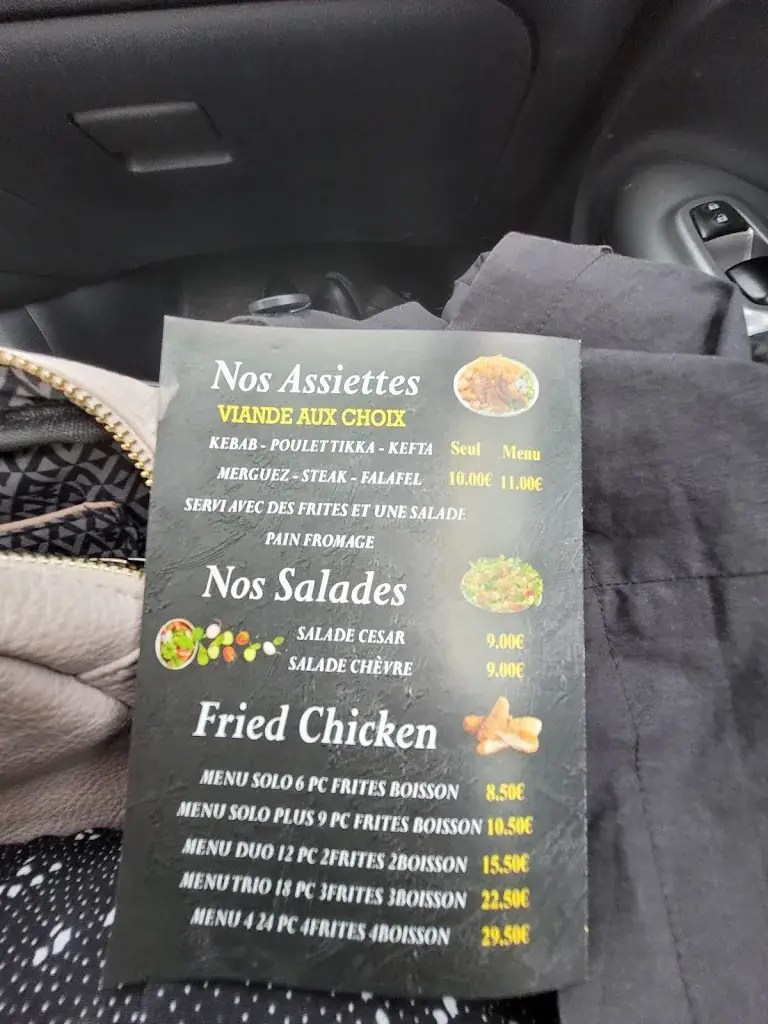 Nos Assiettes
VIANDE AUX CHOIX
KEBAB - POULET TIKKA - KEFTA Seul Menu
MERGUEZ - STEAK - FALAFEL 10.00€ 11.00€
SERVI AVEC DES FRITES ET UNE SALADE
PAIN FROMAGE
Nos Salades
SALADE CESAR 9.00€
SALADE CHÈVRE 9.00€
Fried Chicken
MENU SOLO 6 PC FRITES BOISSON 8.50€
MENU SOLO PLUS 9 PC FRITES BOISSON 10.50€
MENU DUO 12 PC 2FRITES 2BOISSON 15.50€
MENU TRIO 18 PC 3FRITES 3BOISSON 22.50€
MENU 4 24 PC 4FRITES 4BOISSON 29.50€